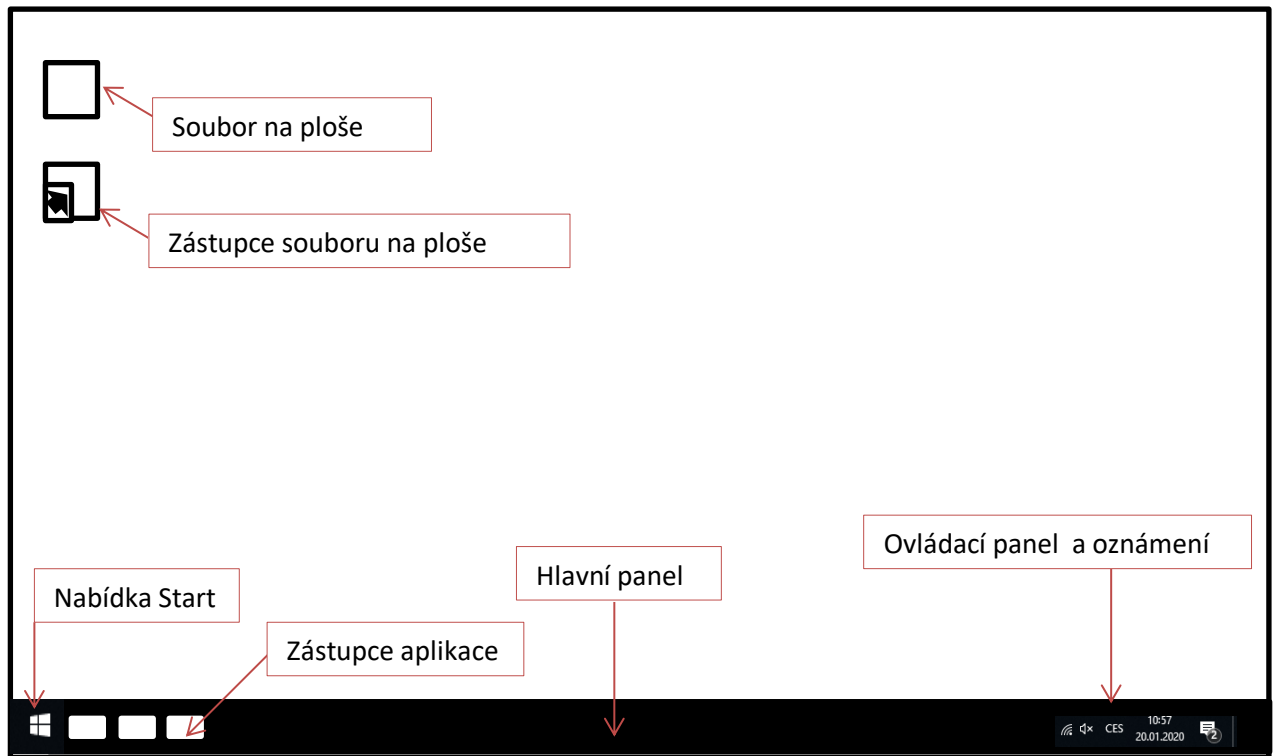 Soubor na ploše
Zástupce souboru na ploše
Ovládací panel a oznámení
Hlavní panel
Nabídka Start
Zástupce aplikace
CES
10:57
20.01.2020
2